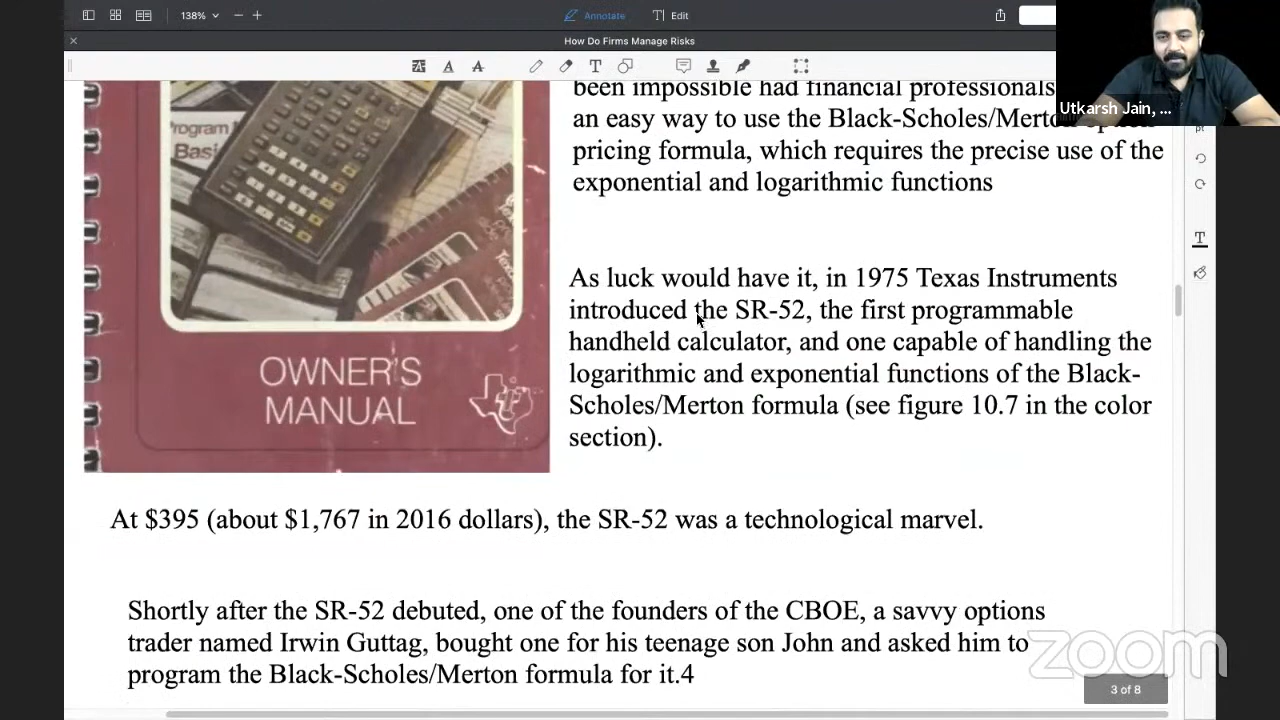 138%
Annotate
Edit
How Do Firms Manage Risks
Utkarsh Jain, ...
been impossible had financial professionals
an easy way to use the Black-Scholes/Merton option
pricing formula, which requires the precise use of the
exponential and logarithmic functions
Program
Basi
As luck would have it, in 1975 Texas Instruments
introduced the SR-52, the first programmable
handheld calculator, and one capable of handling the
logarithmic and exponential functions of the Black-
Scholes/Merton formula (see figure 10.7 in the color
section).
OWNER'S
MANUAL
At $395 (about $1,767 in 2016 dollars), the SR-52 was a technological marvel.
Shortly after the SR-52 debuted, one of the founders of the CBOE, a savvy options
trader named Irwin Guttag, bought one for his teenage son John and asked him to
program the Black-Scholes/Merton formula for it.4
zoom
3 of 8